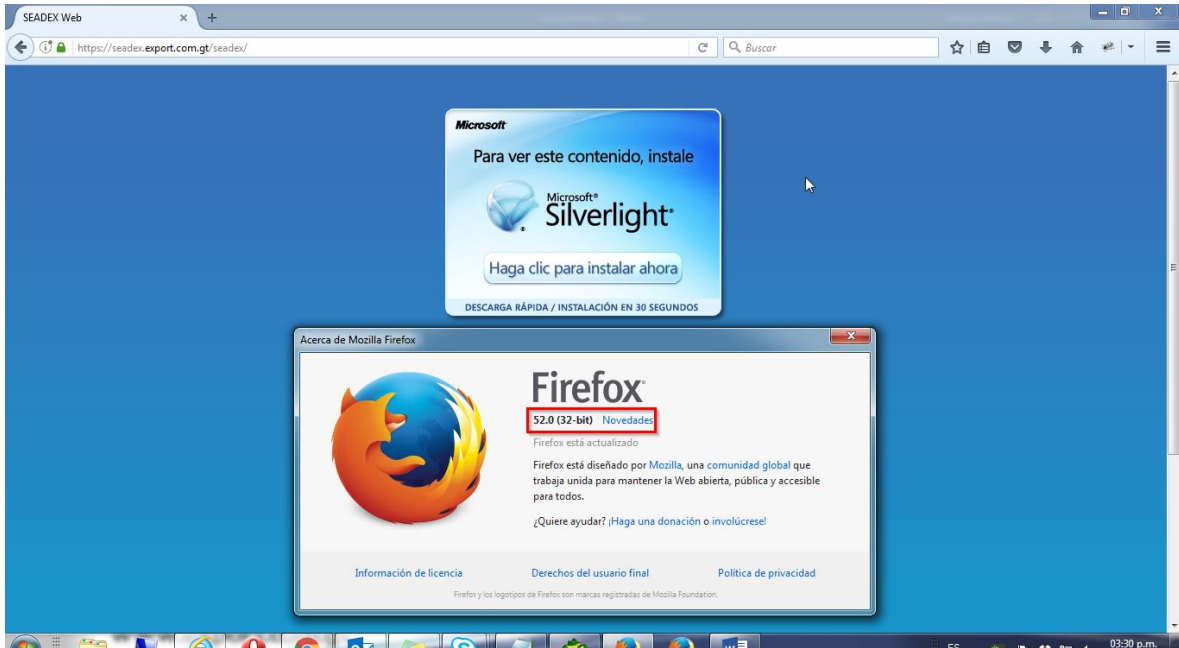 SEADEX Web
https://seadex.export.com.gt/seadex/
Buscar
Microsoft
Para ver este contenido, instale
Microsoft®
Silverlight®
Haga clic para instalar ahora
DESCARGA RÁPIDA / INSTALACIÓN EN 30 SEGUNDOS
Acerca de Mozilla Firefox
Firefox
52.0 (32-bit) Novedades
Firefox está actualizado
Firefox está diseñado por Mozilla, una comunidad global que
trabaja unida para mantener la Web abierta, pública y accesible
para todos.
¿Quiere ayudar? ¡Haga una donación o involúcrese!
Información de licencia Derechos del usuario final Política de privacidad
Firefox y los logotipos de Firefox son marcas registradas de Mozilla Foundation.
ES 03:30 p.m.